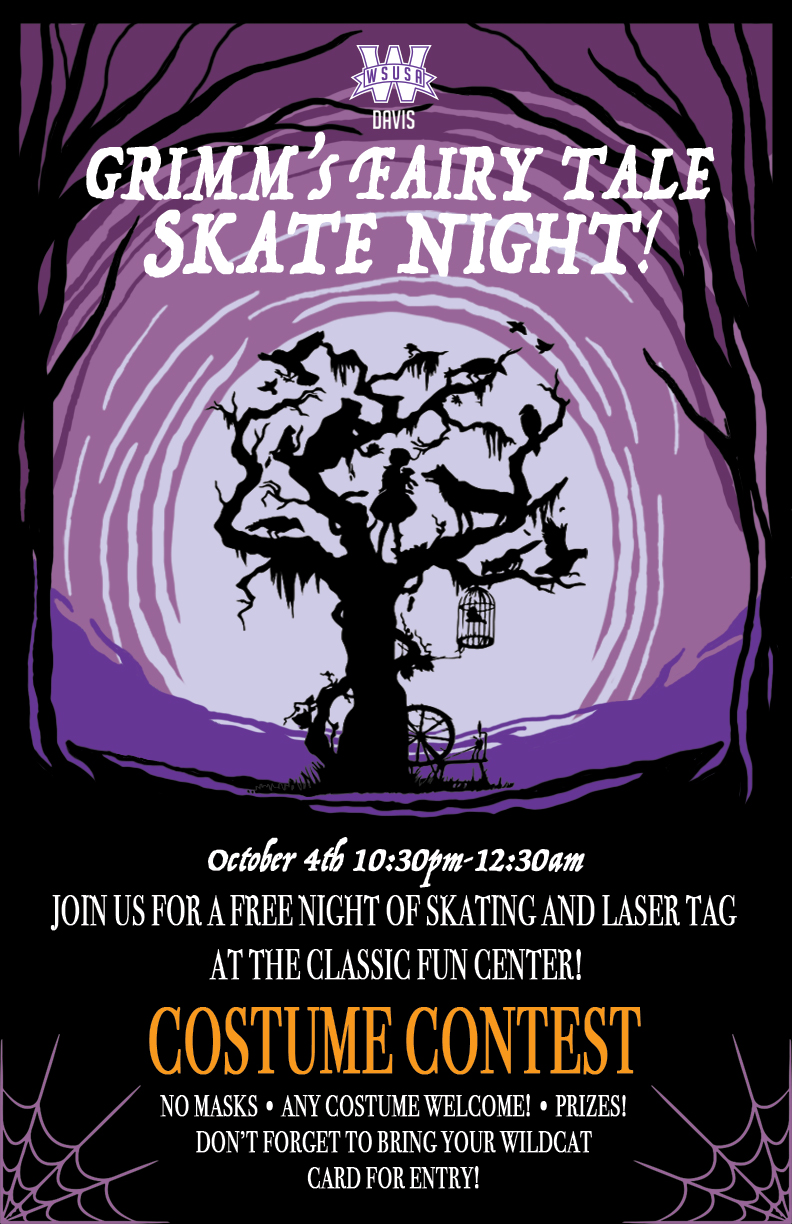 W
WSUSA
DAVIS
GRIMM's FAIRY TALE
SKATE NIGHT!
October 4th 10:30pm-12:30am
JOIN US FOR A FREE NIGHT OF SKATING AND LASER TAG
AT THE CLASSIC FUN CENTER!
COSTUME CONTEST
NO MASKS • ANY COSTUME WELCOME! • PRIZES!
DON'T FORGET TO BRING YOUR WILDCAT
CARD FOR ENTRY!